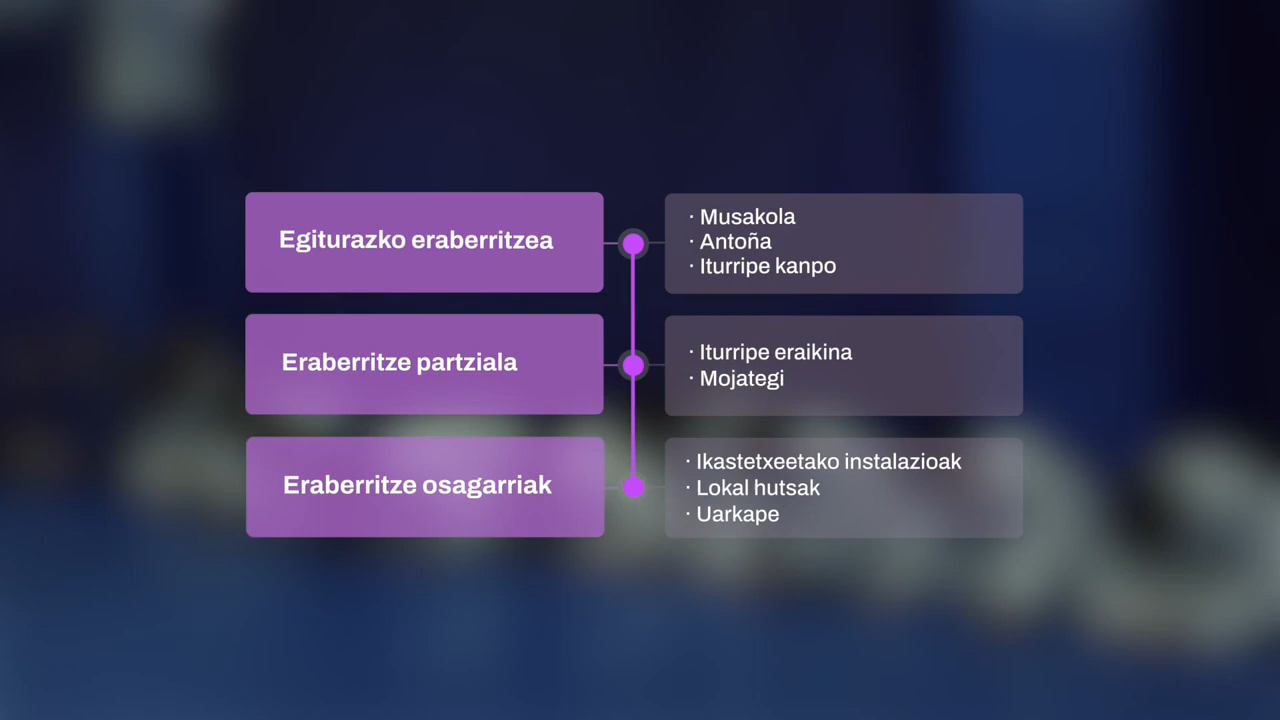 Egiturazko eraberritzea
· Musakola
· Antoña
· Iturripe kanpo
Eraberritze partziala
· Iturripe eraikina
· Mojategi
Eraberritze osagarriak
· Ikastetxeetako instalazioak
· Lokal hutsak
· Uarkape